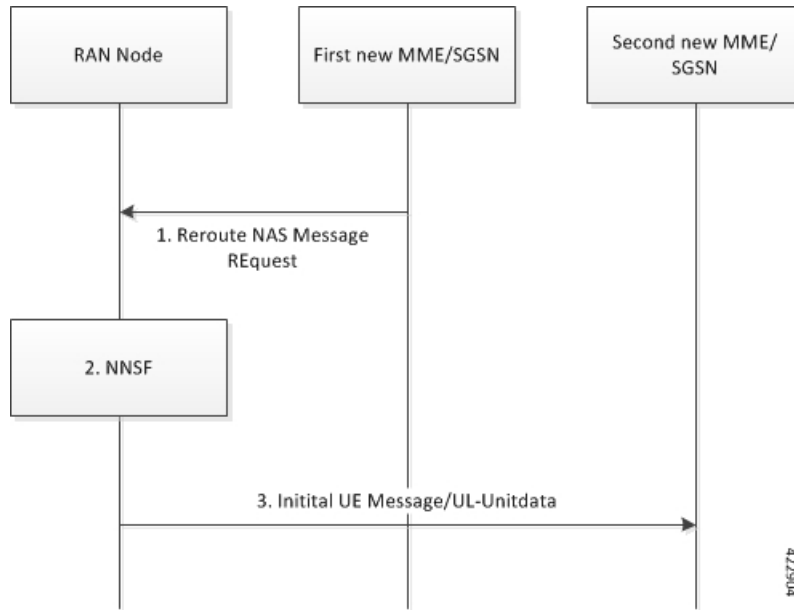 RAN Node
First new MME/SGSN
Second new MME/
SGSN
1. Reroute NAS Message
REquest
2. NNSF
3. Initital UE Message/UL-Unitdata
422904